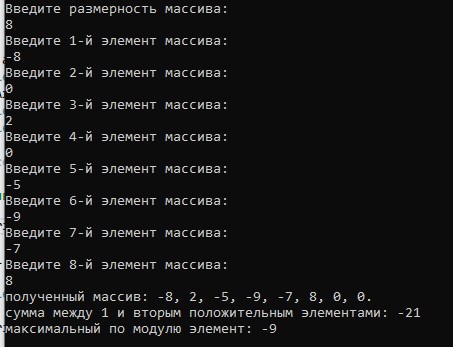 Введите размерность массива:
8
Введите 1-й элемент массива:
-8
Введите 2-й элемент массива:
0
Введите 3-й элемент массива:
2
Введите 4-й элемент массива:
0
Введите 5-й элемент массива:
-5
Введите 6-й элемент массива:
-9
Введите 7-й элемент массива:
-7
Введите 8-й элемент массива:
8
полученный массив: -8, 2, -5, -9, -7, 8, 0, 0.
сумма между 1 и вторым положительным элементами: -21
максимальный по модулю элемент: -9